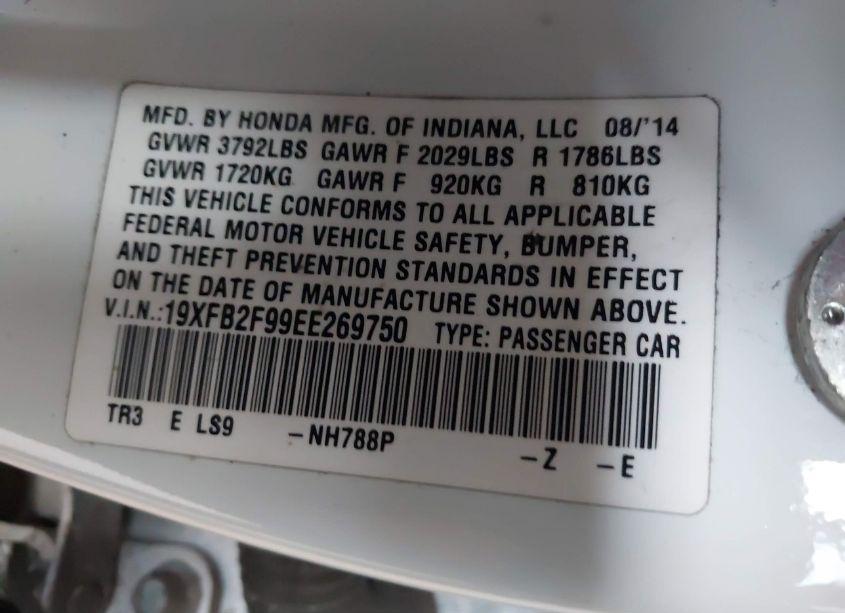 MFD. BY HONDA MFG. OF INDIANA, LLC 08/'14
GVWR 3792LBS GAWR F 2029LBS R 1786LBS
GVWR 1720KG GAWR F 920KG R 810KG
THIS VEHICLE CONFORMS TO ALL APPLICABLE
FEDERAL MOTOR VEHICLE SAFETY, BUMPER,
AND THEFT PREVENTION STANDARDS IN EFFECT
ON THE DATE OF MANUFACTURE SHOWN ABOVE.
V.I.N.:19XFB2F99EE269750 TYPE: PASSENGER CAR
TR3 E LS9 -NH788P -Z -E